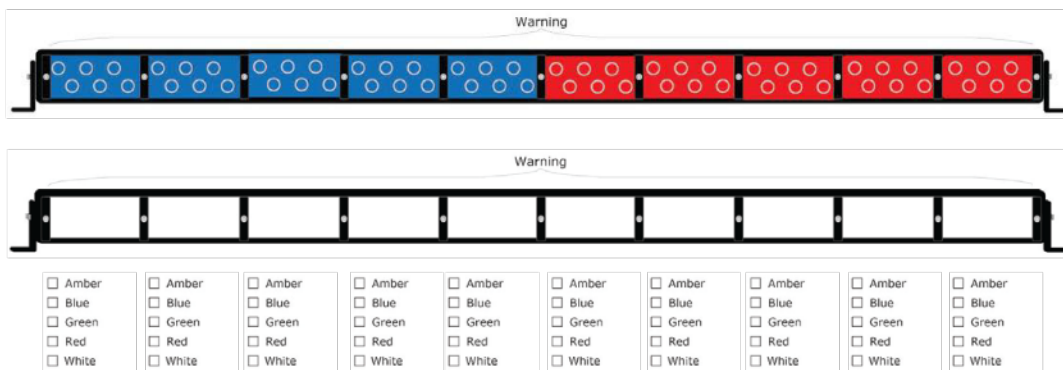 Warning
Warning
Amber Amber Amber Amber Amber Amber Amber Amber Amber Amber
Blue Blue Blue Blue Blue Blue Blue Blue Blue Blue
Green Green Green Green Green Green Green Green Green Green
Red Red Red Red Red Red Red Red Red Red
White White White White White White White White White White